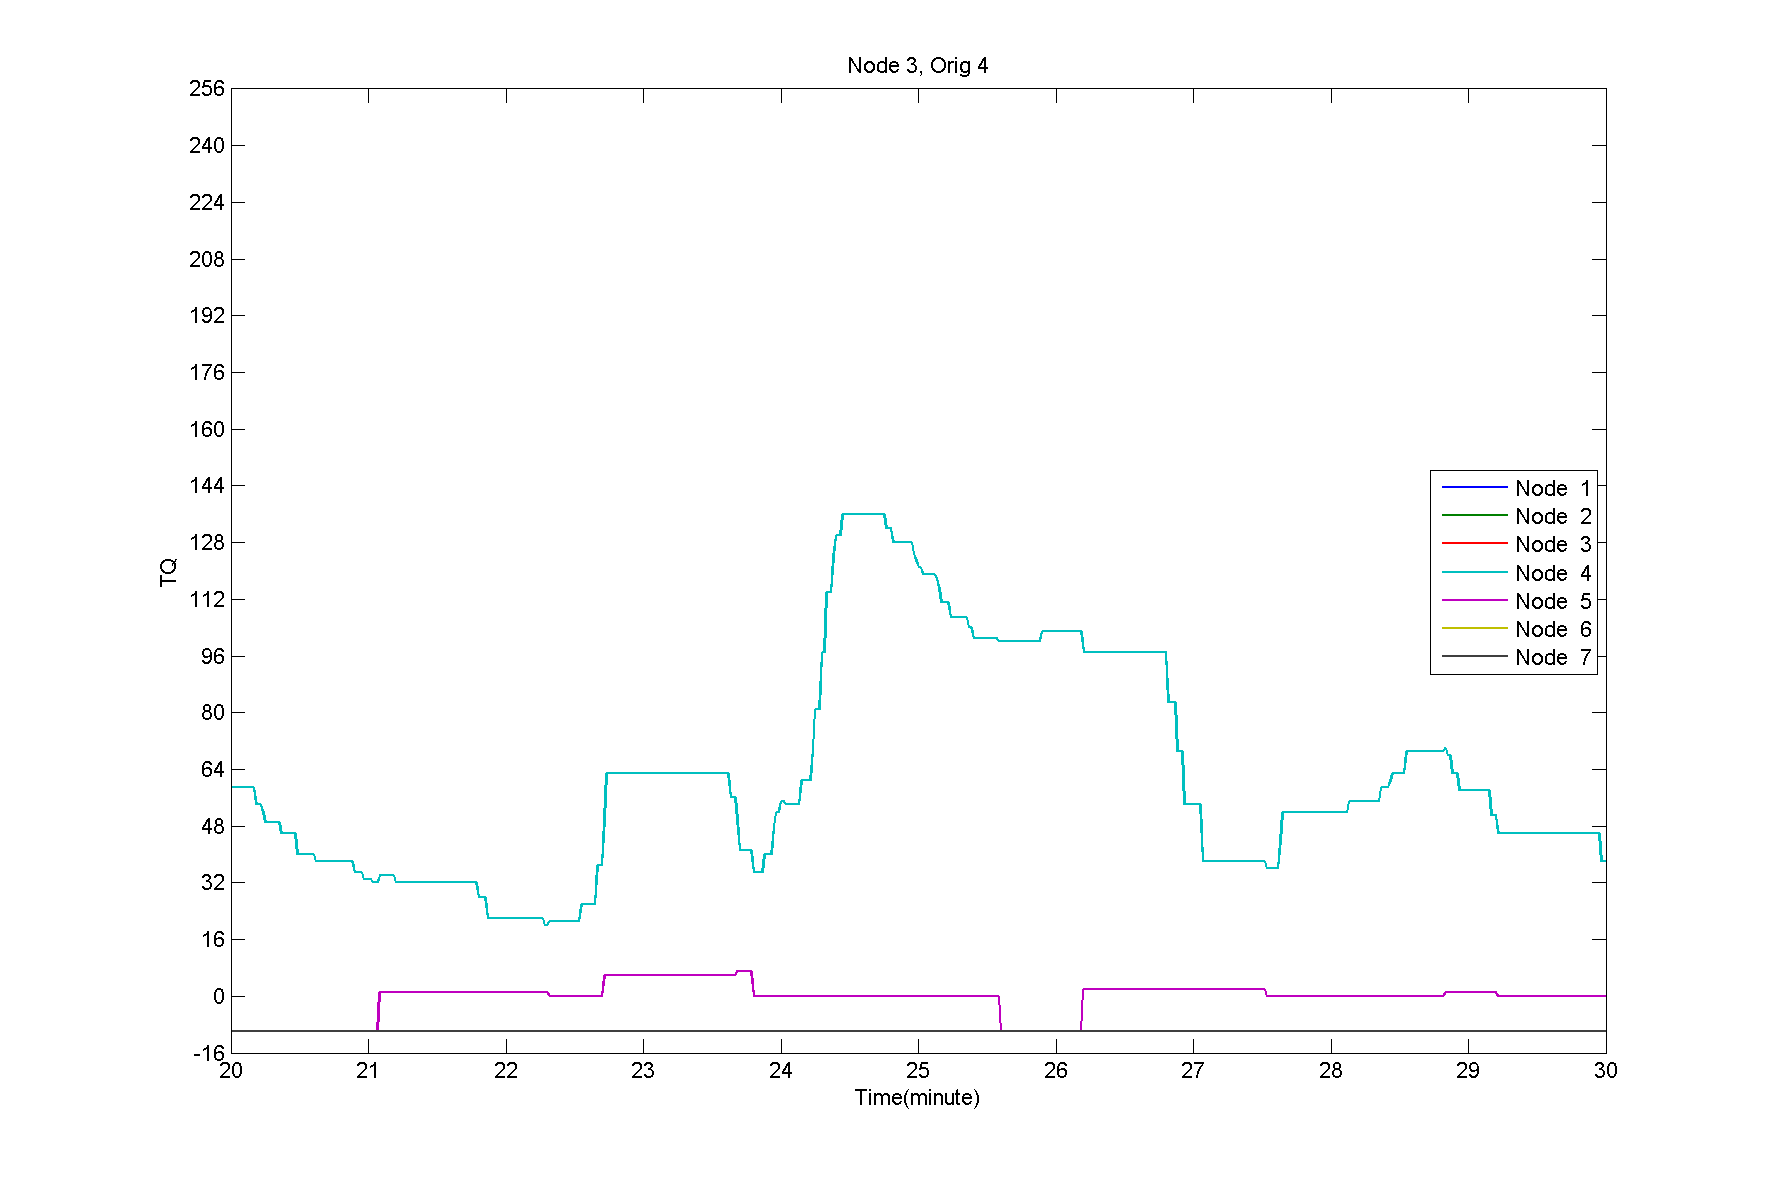 Node 3, Orig 4
256
240
224
208
192
176
160
144
128
112
96
80
64
48
32
16
0
-16
TQ
Node 1
Node 2
Node 3
Node 4
Node 5
Node 6
Node 7
20 21 22 23 24 25 26 27 28 29 30
Time(minute)